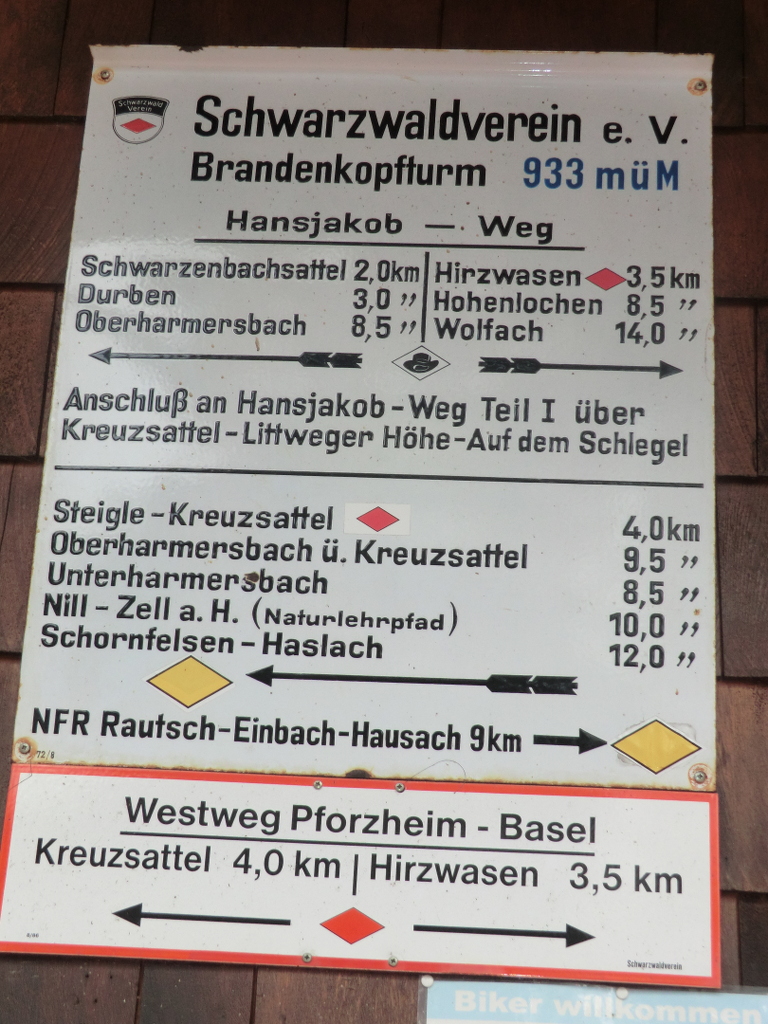 Schwarzwald
Verein
Schwarzwaldverein e. V.
Brandenkopfturm 933 müM
Hansjakob — Weg
Schwarzenbachsattel 2,0km
Durben 3,0 〃
Oberharmersbach 8,5 〃
Hirzwasen 3,5 km
Hohenlochen 8,5 〃
Wolfach 14,0 〃
Anschluß an Hansjakob-Weg Teil I über
Kreuzsattel-Littweger Höhe-Auf dem Schlegel
Steigle-Kreuzsattel 4,0km
Oberharmersbach ü. Kreuzsattel 9,5 〃
Unterharmersbach 8,5 〃
Nill-Zell a. H. (Naturlehrpfad) 10,0 〃
Schornfelsen-Haslach 12,0 〃
NFR Rautsch-Einbach-Hausach 9km
72/8
Westweg Pforzheim - Basel
Kreuzsattel 4,0 km | Hirzwasen 3,5 km
Schwarzwaldverein
Biker willkommen